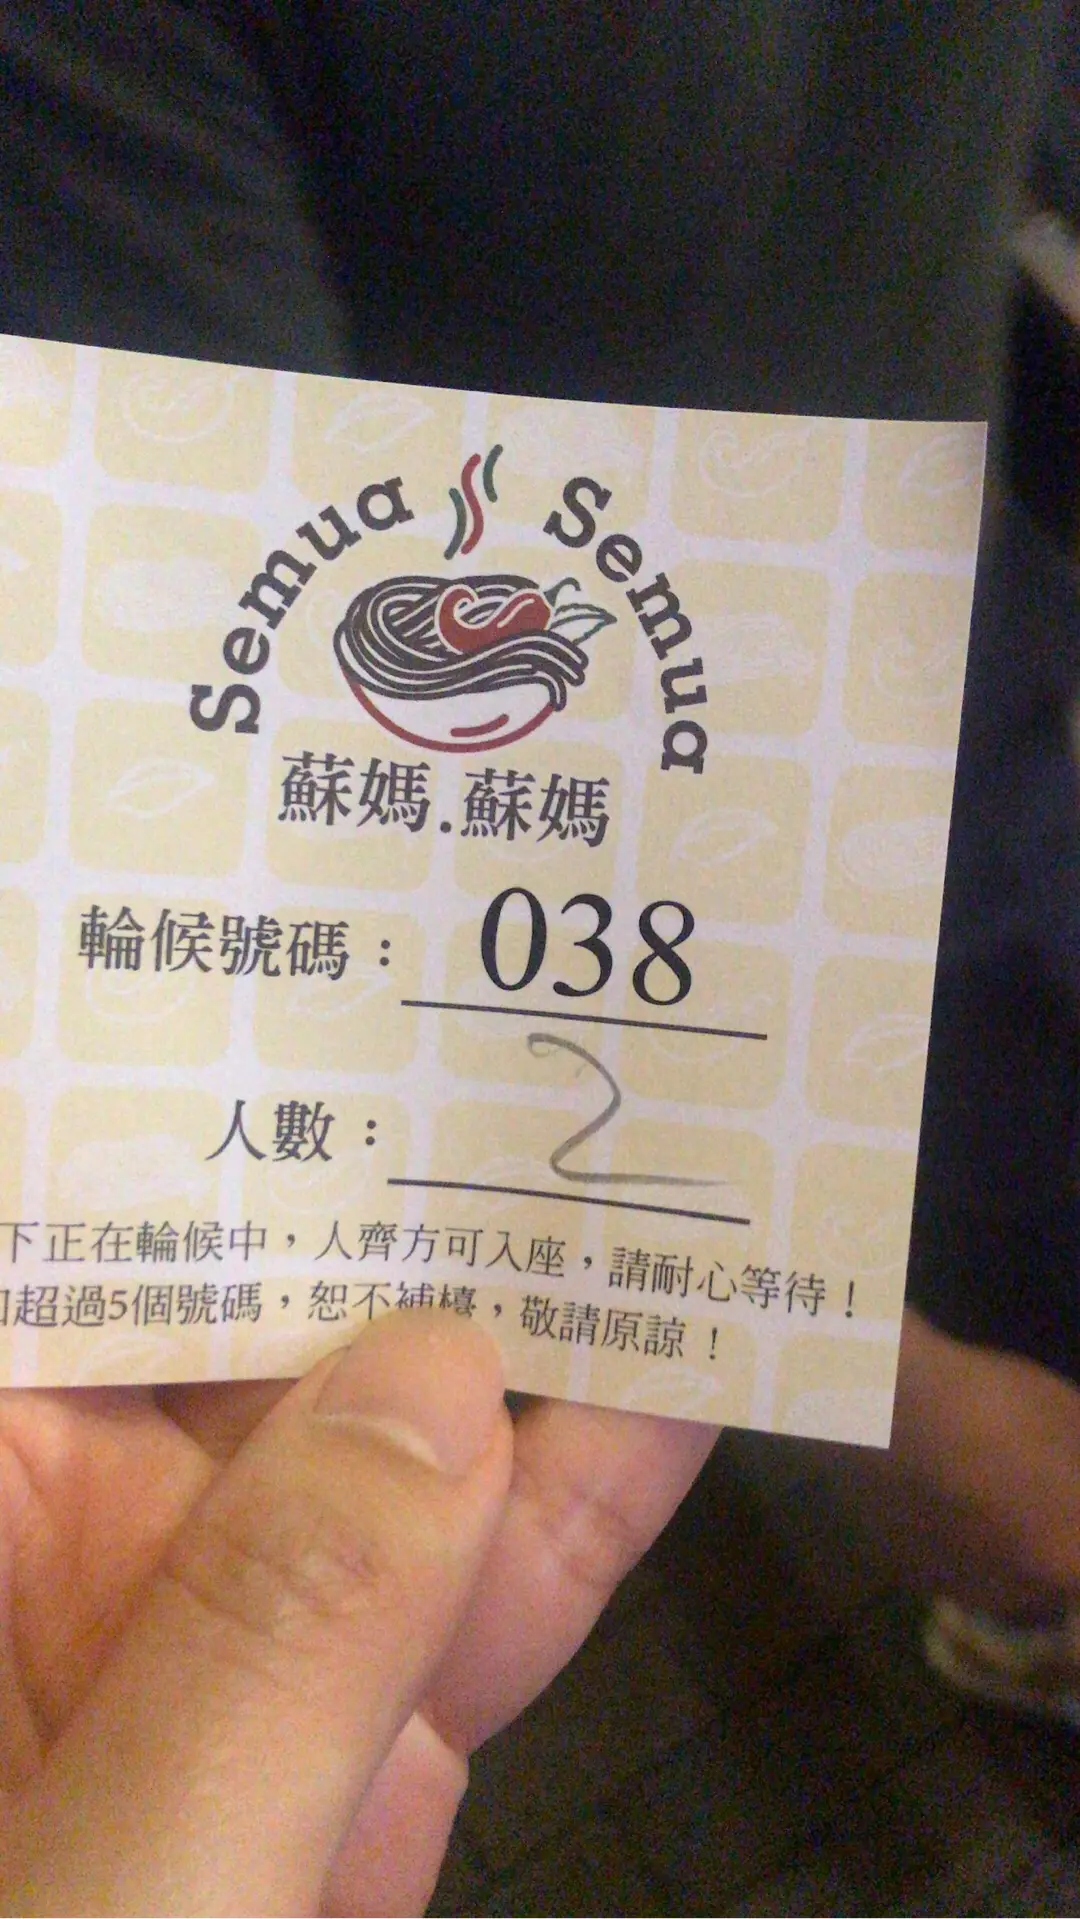 Semua Semua
蘇媽.蘇媽
輪候號碼： 038
人數： 2
下正在輪候中，人齊方可入座，請耐心等待！
超過5個號碼，恕不補檯，敬請原諒！